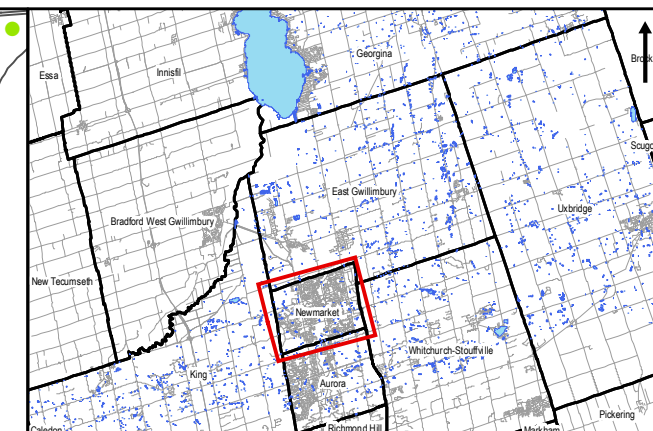 Georgina
Brock
Essa
Innisfil
Scugo
East Gwillimbury
Uxbridge
Bradford West Gwillimbury
New Tecumseth
Newmarket
Whitchurch-Stouffville
King
Aurora
Pickering
Caledon
Richmond Hill
Markham